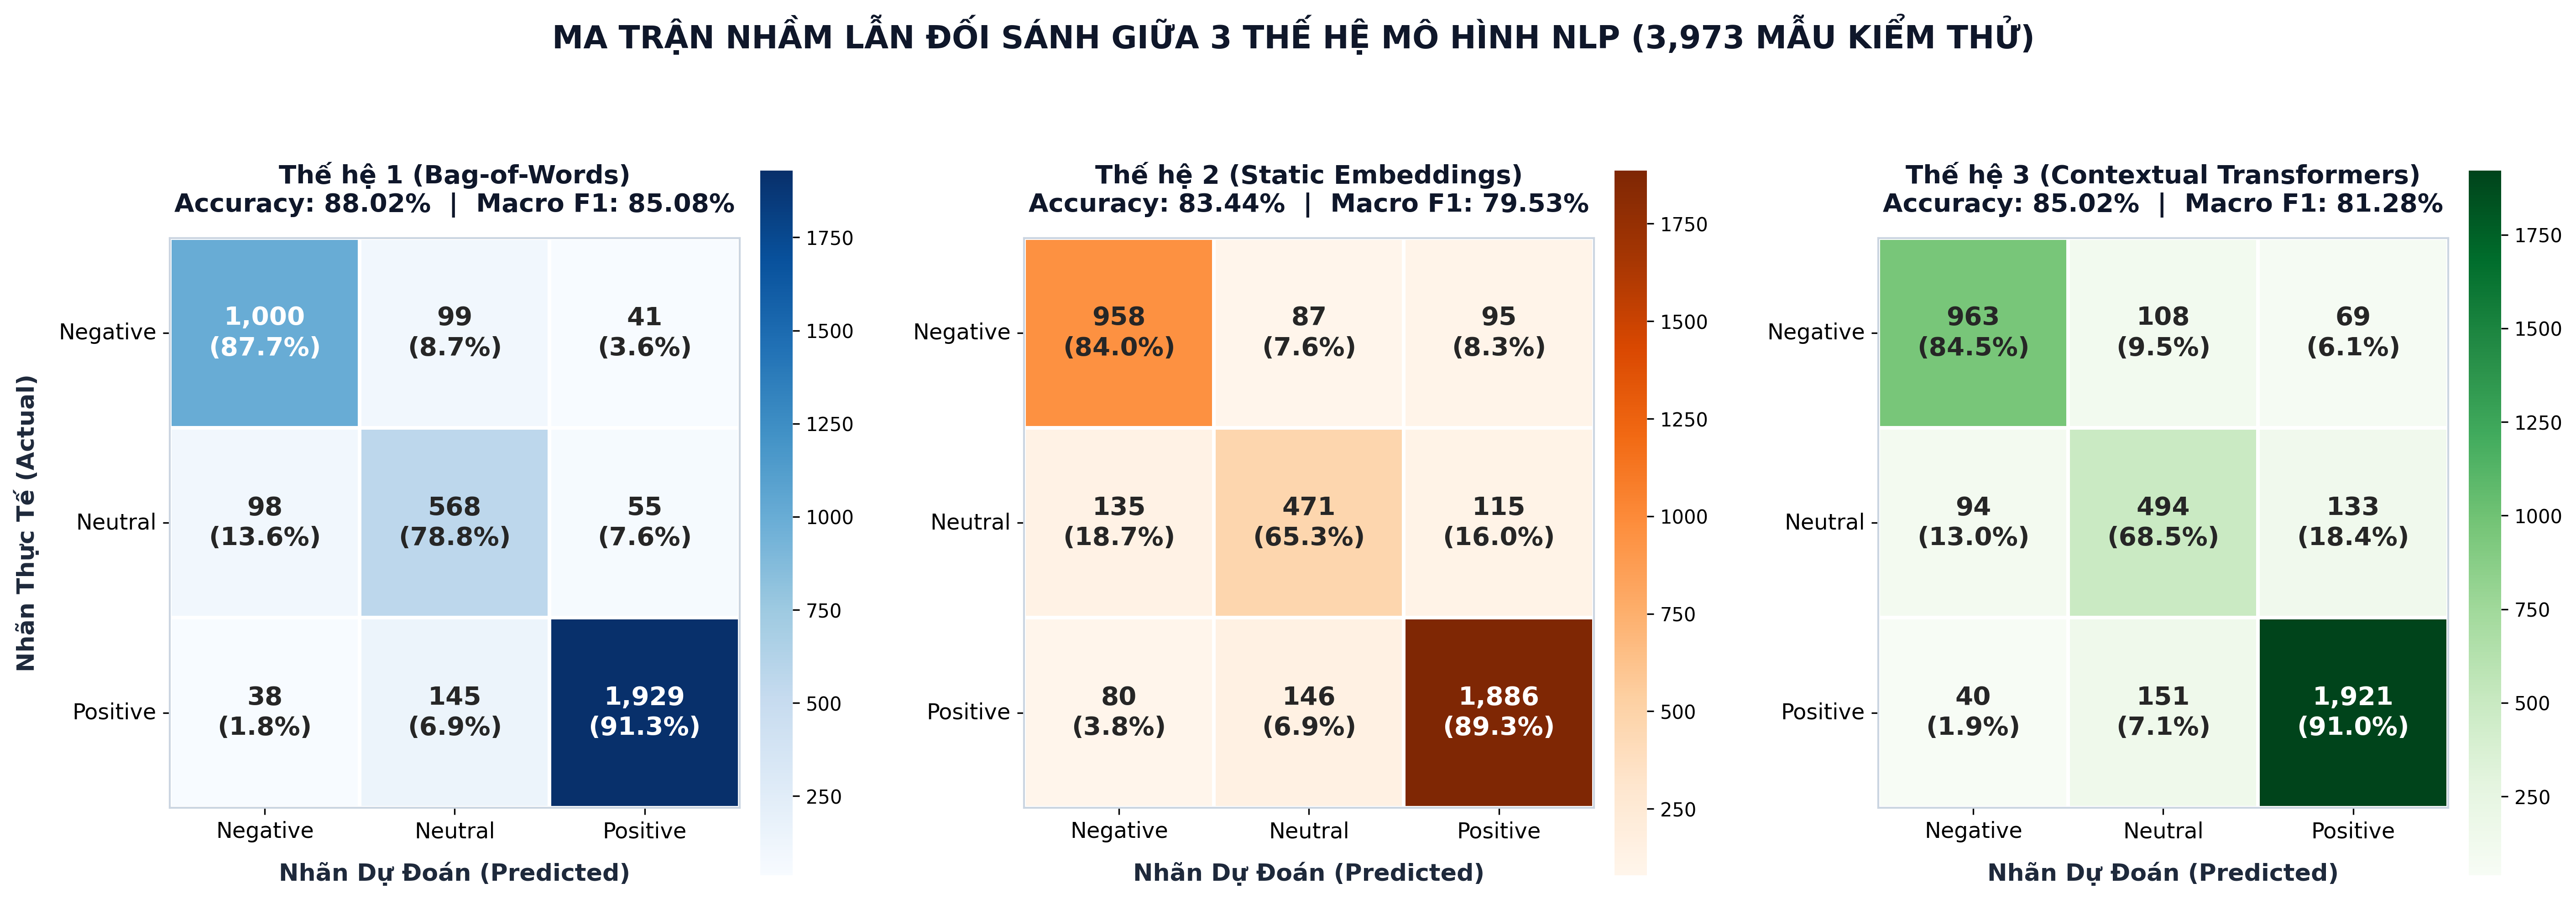 MA TRẬN NHẦM LẪN ĐỐI SÁNH GIỮA 3 THẾ HỆ MÔ HÌNH NLP (3,973 MẪU KIỂM THỬ)
Thế hệ 1 (Bag-of-Words)
Accuracy: 88.02% | Macro F1: 85.08%
Nhãn Thực Tế (Actual)
Negative
1,000
(87.7%)
99
(8.7%)
41
(3.6%)
Neutral
98
(13.6%)
568
(78.8%)
55
(7.6%)
Positive
38
(1.8%)
145
(6.9%)
1,929
(91.3%)
Negative
Neutral
Positive
Nhãn Dự Đoán (Predicted)
1750
1500
1250
1000
750
500
250
Thế hệ 2 (Static Embeddings)
Accuracy: 83.44% | Macro F1: 79.53%
Negative
958
(84.0%)
87
(7.6%)
95
(8.3%)
Neutral
135
(18.7%)
471
(65.3%)
115
(16.0%)
Positive
80
(3.8%)
146
(6.9%)
1,886
(89.3%)
Negative
Neutral
Positive
Nhãn Dự Đoán (Predicted)
1750
1500
1250
1000
750
500
250
Thế hệ 3 (Contextual Transformers)
Accuracy: 85.02% | Macro F1: 81.28%
Negative
963
(84.5%)
108
(9.5%)
69
(6.1%)
Neutral
94
(13.0%)
494
(68.5%)
133
(18.4%)
Positive
40
(1.9%)
151
(7.1%)
1,921
(91.0%)
Negative
Neutral
Positive
Nhãn Dự Đoán (Predicted)
1750
1500
1250
1000
750
500
250